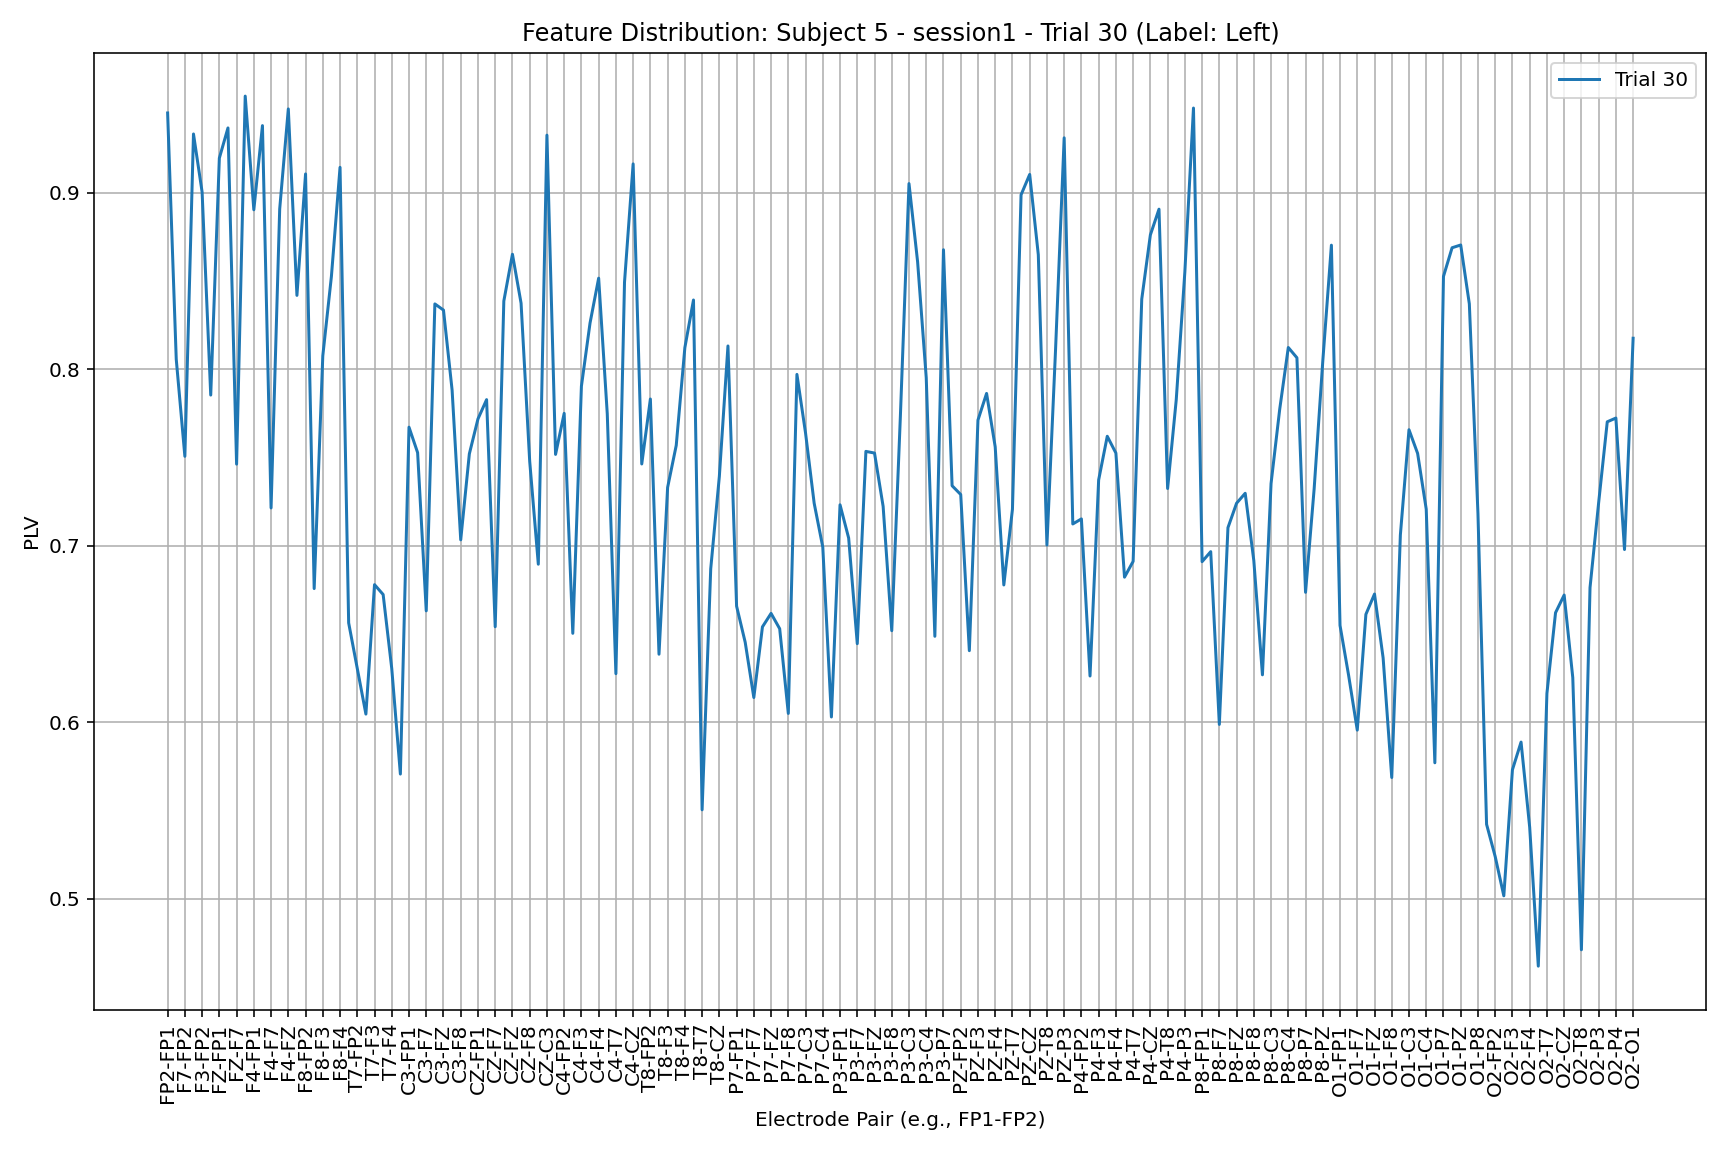 Feature Distribution: Subject 5 - session1 - Trial 30 (Label: Left)
Trial 30
PLV
0.9
0.8
0.7
0.6
0.5
FP2-FP1
F7-FP2
F3-FP2
FZ-FP1
FZ-F7
F4-FP1
F4-F7
F4-FZ
F8-FP2
F8-F3
F8-F4
T7-FP2
T7-F3
T7-F4
C3-FP1
C3-F7
C3-FZ
C3-F8
CZ-FP1
CZ-F7
CZ-FZ
CZ-F8
CZ-C3
C4-FP2
C4-F3
C4-F4
C4-T7
C4-CZ
T8-FP2
T8-F3
T8-F4
T8-T7
T8-CZ
P7-FP1
P7-F7
P7-FZ
P7-F8
P7-C3
P7-C4
P3-FP1
P3-F7
P3-FZ
P3-F8
P3-C3
P3-C4
P3-P7
PZ-FP2
PZ-F3
PZ-F4
PZ-T7
PZ-CZ
PZ-T8
PZ-P3
P4-FP2
P4-F3
P4-F4
P4-T7
P4-CZ
P4-T8
P4-P3
P8-FP1
P8-F7
P8-FZ
P8-F8
P8-C3
P8-C4
P8-P7
P8-PZ
O1-FP1
O1-F7
O1-FZ
O1-F8
O1-C3
O1-C4
O1-P7
O1-PZ
O1-P8
O2-FP2
O2-F3
O2-F4
O2-T7
O2-CZ
O2-T8
O2-P3
O2-P4
O2-O1
Electrode Pair (e.g., FP1-FP2)